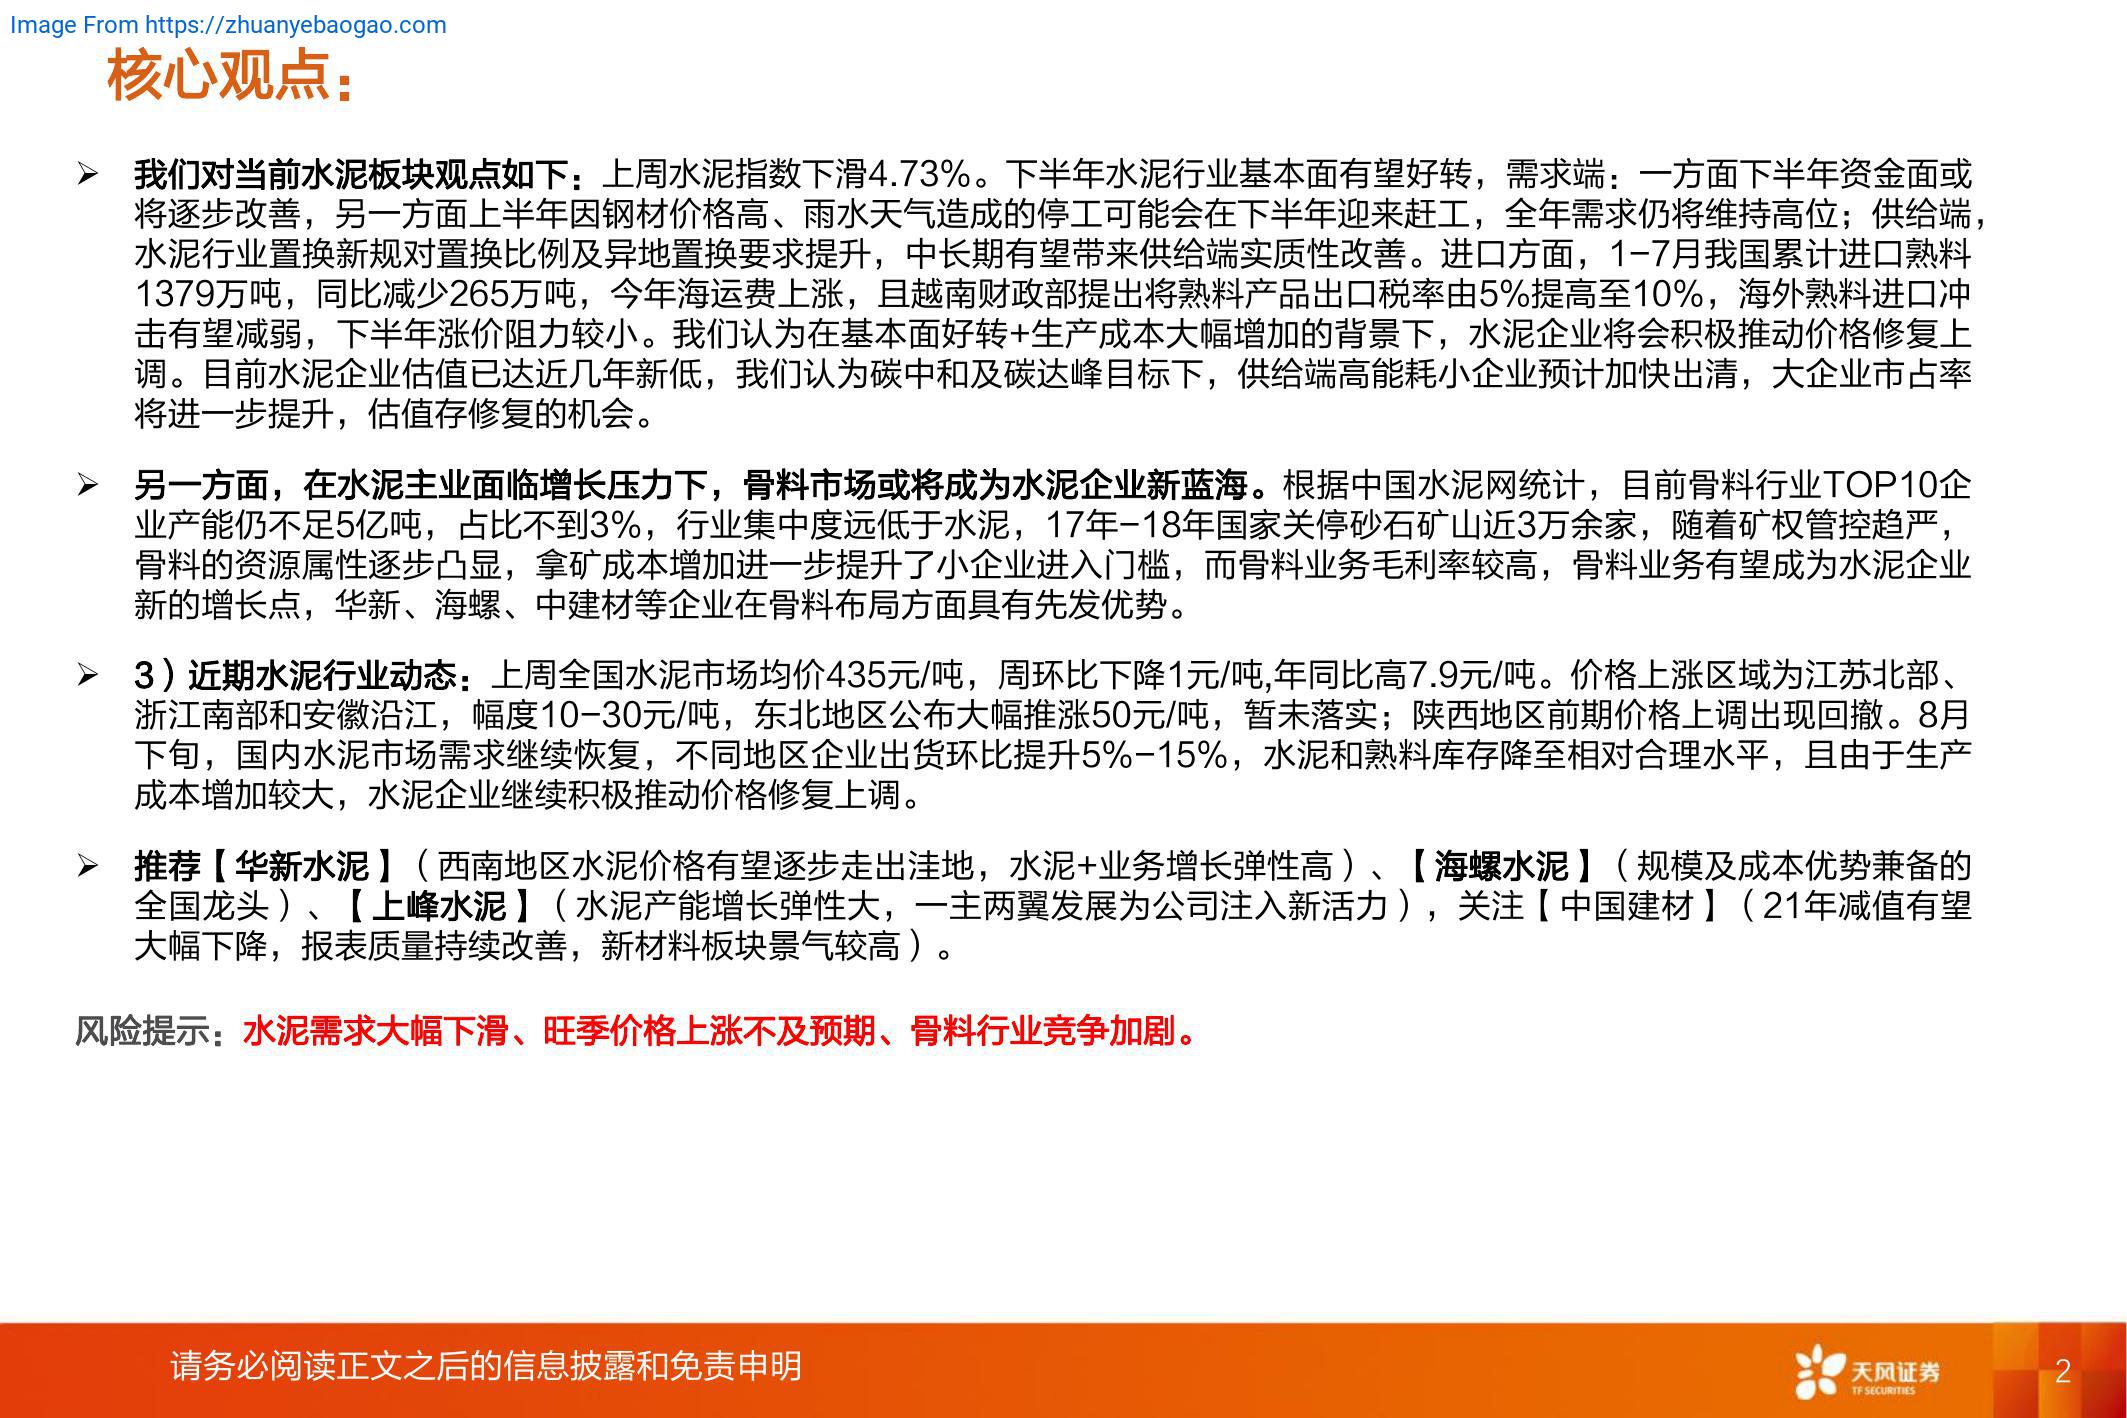 Image From https://zhuanyebaogao.com
核心观点：
➢ 我们对当前水泥板块观点如下：上周水泥指数下滑4.73%。下半年水泥行业基本面有望好转，需求端：一方面下半年资金面或
将逐步改善，另一方面上半年因钢材价格高、雨水天气造成的停工可能会在下半年迎来赶工，全年需求仍将维持高位；供给端，
水泥行业置换新规对置换比例及异地置换要求提升，中长期有望带来供给端实质性改善。进口方面，1-7月我国累计进口熟料
1379万吨，同比减少265万吨，今年海运费上涨，且越南财政部提出将熟料产品出口税率由5%提高至10%，海外熟料进口冲
击有望减弱，下半年涨价阻力较小。我们认为在基本面好转+生产成本大幅增加的背景下，水泥企业将会积极推动价格修复上
调。目前水泥企业估值已达近几年新低，我们认为碳中和及碳达峰目标下，供给端高能耗小企业预计加快出清，大企业市占率
将进一步提升，估值存修复的机会。
➢ 另一方面，在水泥主业面临增长压力下，骨料市场或将成为水泥企业新蓝海。根据中国水泥网统计，目前骨料行业TOP10企
业产能仍不足5亿吨，占比不到3%，行业集中度远低于水泥，17年-18年国家关停砂石矿山近3万余家，随着矿权管控趋严，
骨料的资源属性逐步凸显，拿矿成本增加进一步提升了小企业进入门槛，而骨料业务毛利率较高，骨料业务有望成为水泥企业
新的增长点，华新、海螺、中建材等企业在骨料布局方面具有先发优势。
➢ 3）近期水泥行业动态：上周全国水泥市场均价435元/吨，周环比下降1元/吨,年同比高7.9元/吨。价格上涨区域为江苏北部、
浙江南部和安徽沿江，幅度10-30元/吨，东北地区公布大幅推涨50元/吨，暂未落实；陕西地区前期价格上调出现回撤。8月
下旬，国内水泥市场需求继续恢复，不同地区企业出货环比提升5%-15%，水泥和熟料库存降至相对合理水平，且由于生产
成本增加较大，水泥企业继续积极推动价格修复上调。
➢ 推荐【华新水泥】（西南地区水泥价格有望逐步走出洼地，水泥+业务增长弹性高）、【海螺水泥】（规模及成本优势兼备的
全国龙头）、【上峰水泥】（水泥产能增长弹性大，一主两翼发展为公司注入新活力），关注【中国建材】（21年减值有望
大幅下降，报表质量持续改善，新材料板块景气较高）。
风险提示：水泥需求大幅下滑、旺季价格上涨不及预期、骨料行业竞争加剧。
请务必阅读正文之后的信息披露和免责申明
天风证券
TF SECURITIES
2